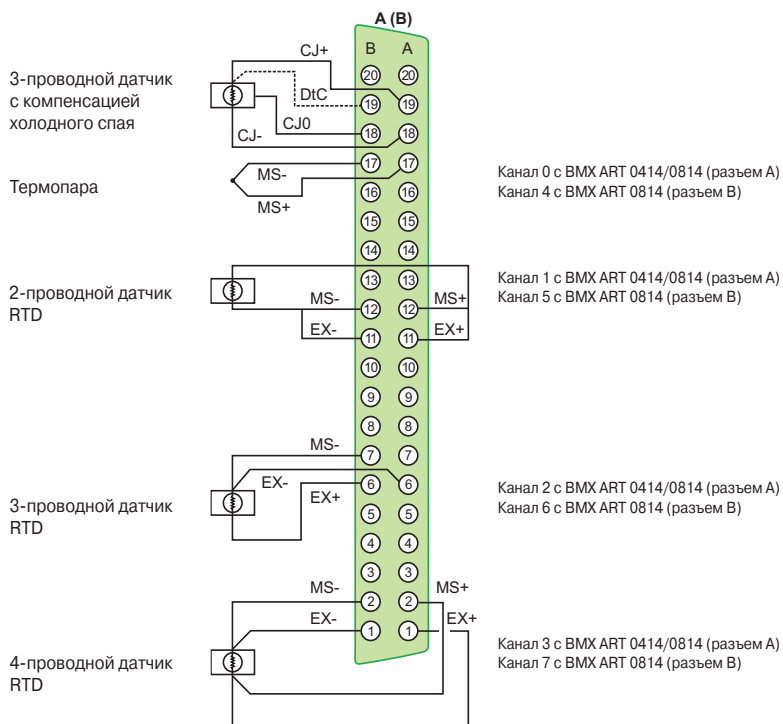 A (B)
B A
CJ+
20 20
3-проводной датчик
с компенсацией
холодного спая
DtC
19 19
CJ0
CJ-
18 18
17 17
MS-
Термопара
MS+
16 16
Канал 0 с BMX ART 0414/0814 (разъем A)
Канал 4 с BMX ART 0814 (разъем B)
15 15
14 14
13 13
2-проводной датчик
RTD
MS-
12 12
MS+
Канал 1 с BMX ART 0414/0814 (разъем A)
Канал 5 с BMX ART 0814 (разъем B)
EX-
11 11
EX+
10 10
9 9
8 8
MS-
7 7
EX-
6 6
EX+
3-проводной датчик
RTD
5 5
Канал 2 с BMX ART 0414/0814 (разъем A)
Канал 6 с BMX ART 0814 (разъем B)
4 4
3 3
MS-
2 2
MS+
EX-
1 1
EX+
4-проводной датчик
RTD
Канал 3 с BMX ART 0414/0814 (разъем A)
Канал 7 с BMX ART 0814 (разъем B)